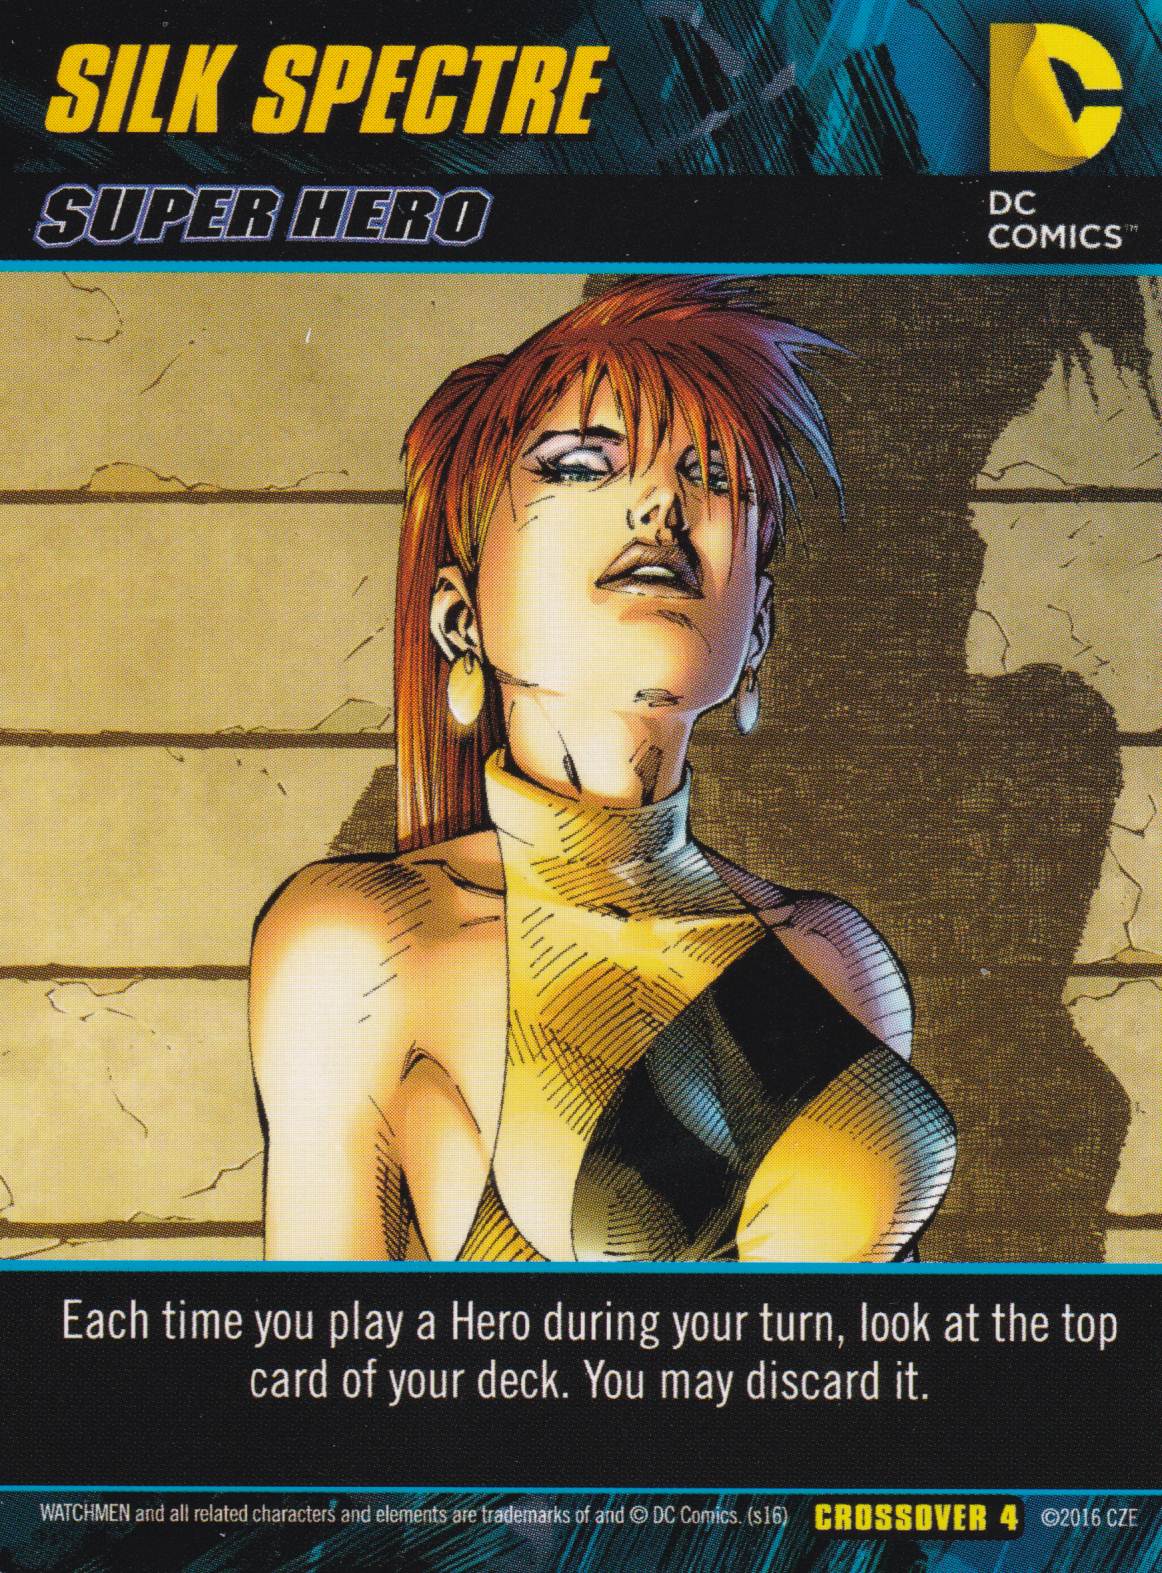 SILK SPECTRE
SUPER HERO
DC
COMICS™
Each time you play a Hero during your turn, look at the top
card of your deck. You may discard it.
WATCHMEN and all related characters and elements are trademarks of and © DC Comics. (s16)
CROSSOVER 4
©2016 CZE